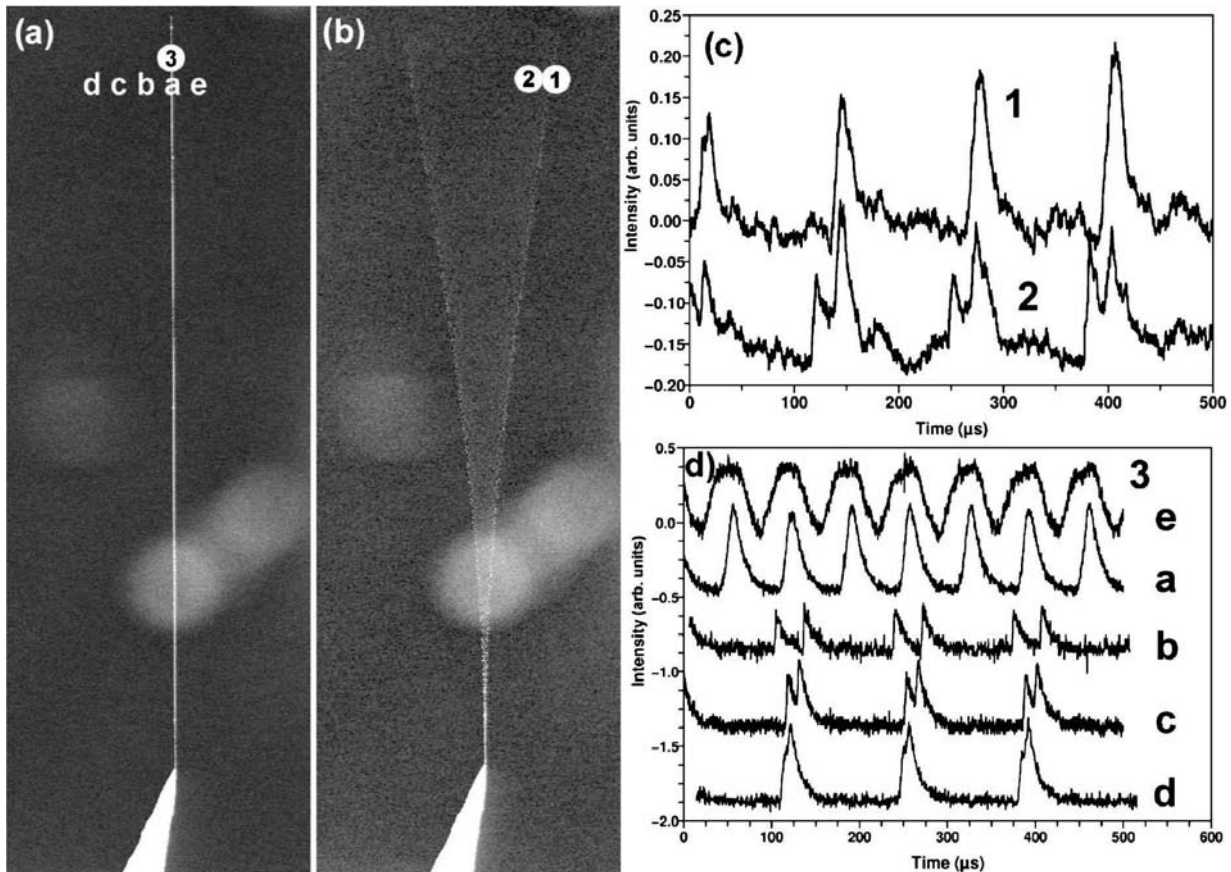 (a)
3
d c b a e
(b)
2 1
(c)
0.25
0.20
0.15
0.10
0.05
0.00
−0.05
−0.10
−0.15
−0.20
Intensity (arb. units)
1
2
0 100 200 300 400 500
Time (μs)
d)
0.5
0.0
−0.5
−1.0
−1.5
−2.0
Intensity (arb. units)
3
e
a
b
c
d
0 100 200 300 400 500 600
Time (μs)